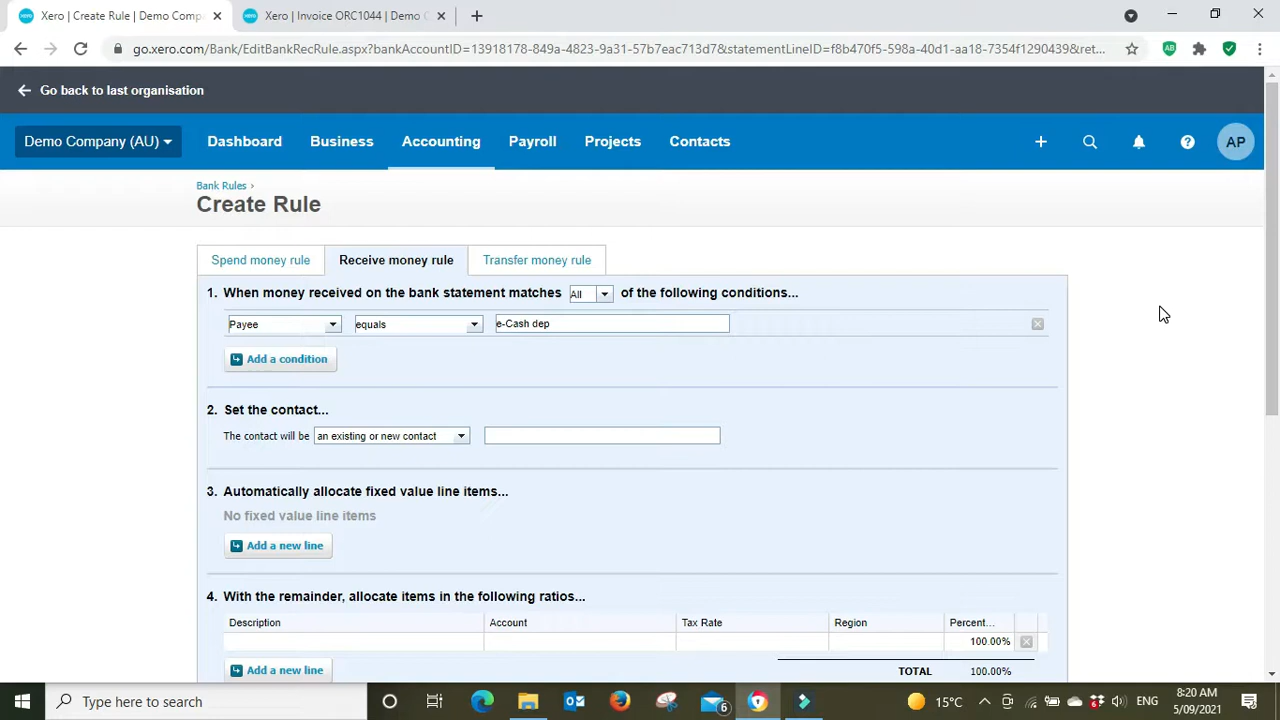 Xero | Create Rule | Demo Comp
Xero | Invoice ORC1044 | Demo C
go.xero.com/Bank/EditBankRecRule.aspx?bankAccountID=13918178-849a-4823-9a31-57b7eac713d7&statementLineID=f8b470f5-598a-40d1-aa18-7354f1290439&ret...
Go back to last organisation
Demo Company (AU)
Dashboard
Business
Accounting
Payroll
Projects
Contacts
AP
Bank Rules ›
Create Rule
Spend money rule
Receive money rule
Transfer money rule
1. When money received on the bank statement matches All of the following conditions...
Payee equals e-Cash dep
Add a condition
2. Set the contact...
The contact will be an existing or new contact
3. Automatically allocate fixed value line items...
No fixed value line items
Add a new line
4. With the remainder, allocate items in the following ratios...
Description Account Tax Rate Region Percent...
100.00%
Add a new line
TOTAL 100.00%
Type here to search
6
6
15°C
ENG
8:20 AM
5/09/2021